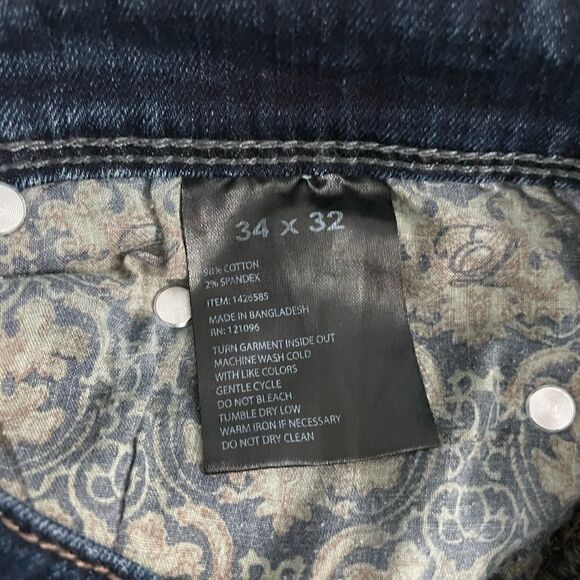 34 x 32
98% COTTON
2% SPANDEX
ITEM: 1426585
MADE IN BANGLADESH
RN: 121096
TURN GARMENT INSIDE OUT
MACHINE WASH COLD
WITH LIKE COLORS
GENTLE CYCLE
DO NOT BLEACH
TUMBLE DRY LOW
WARM IRON IF NECESSARY
DO NOT DRY CLEAN